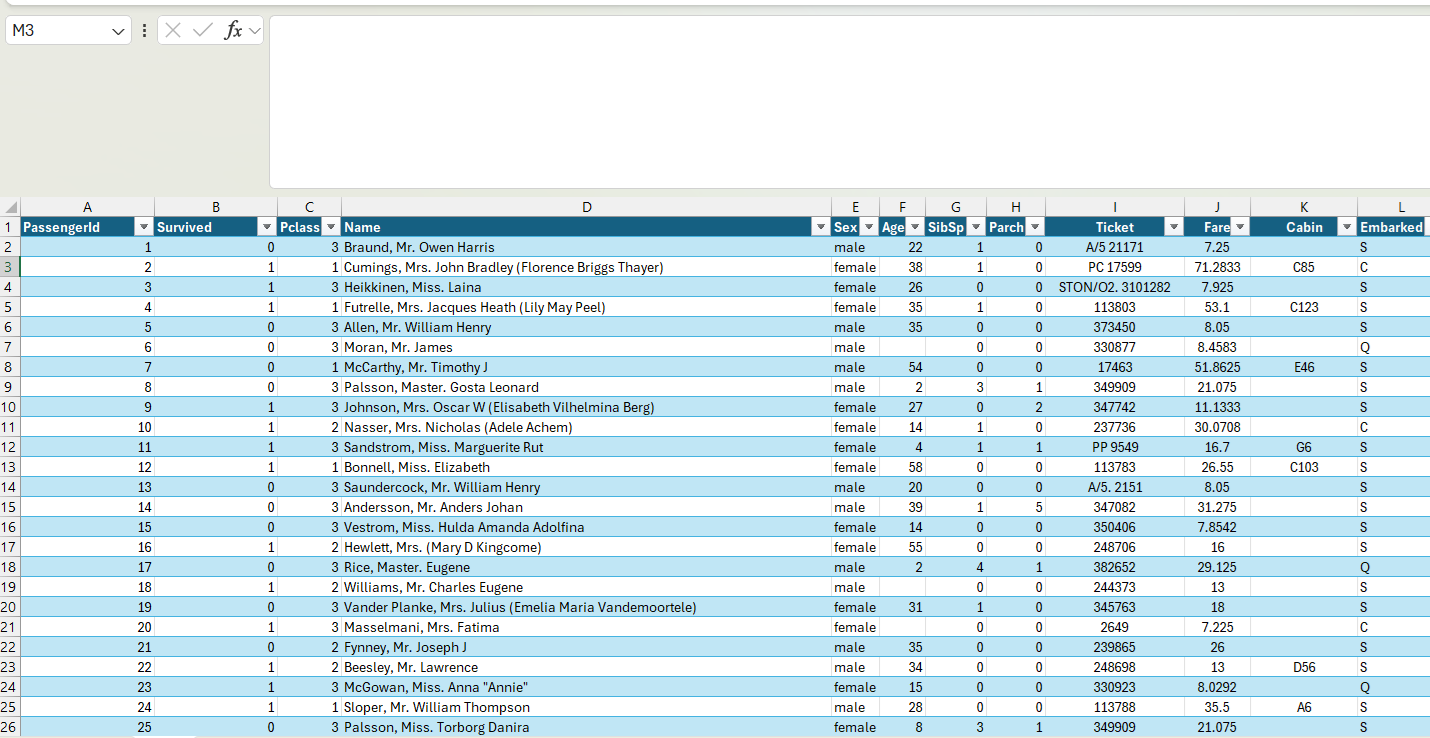 M3 fx
A B C D E F G H I J K L
1 PassengerId Survived Pclass Name Sex Age SibSp Parch Ticket Fare Cabin Embarked
2 1 0 3 Braund, Mr. Owen Harris male 22 1 0 A/5 21171 7.25 S
3 2 1 1 Cumings, Mrs. John Bradley (Florence Briggs Thayer) female 38 1 0 PC 17599 71.2833 C85 C
4 3 1 3 Heikkinen, Miss. Laina female 26 0 0 STON/O2. 3101282 7.925 S
5 4 1 1 Futrelle, Mrs. Jacques Heath (Lily May Peel) female 35 1 0 113803 53.1 C123 S
6 5 0 3 Allen, Mr. William Henry male 35 0 0 373450 8.05 S
7 6 0 3 Moran, Mr. James male 0 0 330877 8.4583 Q
8 7 0 1 McCarthy, Mr. Timothy J male 54 0 0 17463 51.8625 E46 S
9 8 0 3 Palsson, Master. Gosta Leonard male 2 3 1 349909 21.075 S
10 9 1 3 Johnson, Mrs. Oscar W (Elisabeth Vilhelmina Berg) female 27 0 2 347742 11.1333 S
11 10 1 2 Nasser, Mrs. Nicholas (Adele Achem) female 14 1 0 237736 30.0708 C
12 11 1 3 Sandstrom, Miss. Marguerite Rut female 4 1 1 PP 9549 16.7 G6 S
13 12 1 1 Bonnell, Miss. Elizabeth female 58 0 0 113783 26.55 C103 S
14 13 0 3 Saundercock, Mr. William Henry male 20 0 0 A/5. 2151 8.05 S
15 14 0 3 Andersson, Mr. Anders Johan male 39 1 5 347082 31.275 S
16 15 0 3 Vestrom, Miss. Hulda Amanda Adolfina female 14 0 0 350406 7.8542 S
17 16 1 2 Hewlett, Mrs. (Mary D Kingcome) female 55 0 0 248706 16 S
18 17 0 3 Rice, Master. Eugene male 2 4 1 382652 29.125 Q
19 18 1 2 Williams, Mr. Charles Eugene male 0 0 244373 13 S
20 19 0 3 Vander Planke, Mrs. Julius (Emelia Maria Vandemoortele) female 31 1 0 345763 18 S
21 20 1 3 Masselmani, Mrs. Fatima female 0 0 2649 7.225 C
22 21 0 2 Fynney, Mr. Joseph J male 35 0 0 239865 26 S
23 22 1 2 Beesley, Mr. Lawrence male 34 0 0 248698 13 D56 S
24 23 1 3 McGowan, Miss. Anna "Annie" female 15 0 0 330923 8.0292 Q
25 24 1 1 Sloper, Mr. William Thompson male 28 0 0 113788 35.5 A6 S
26 25 0 3 Palsson, Miss. Torborg Danira female 8 3 1 349909 21.075 S